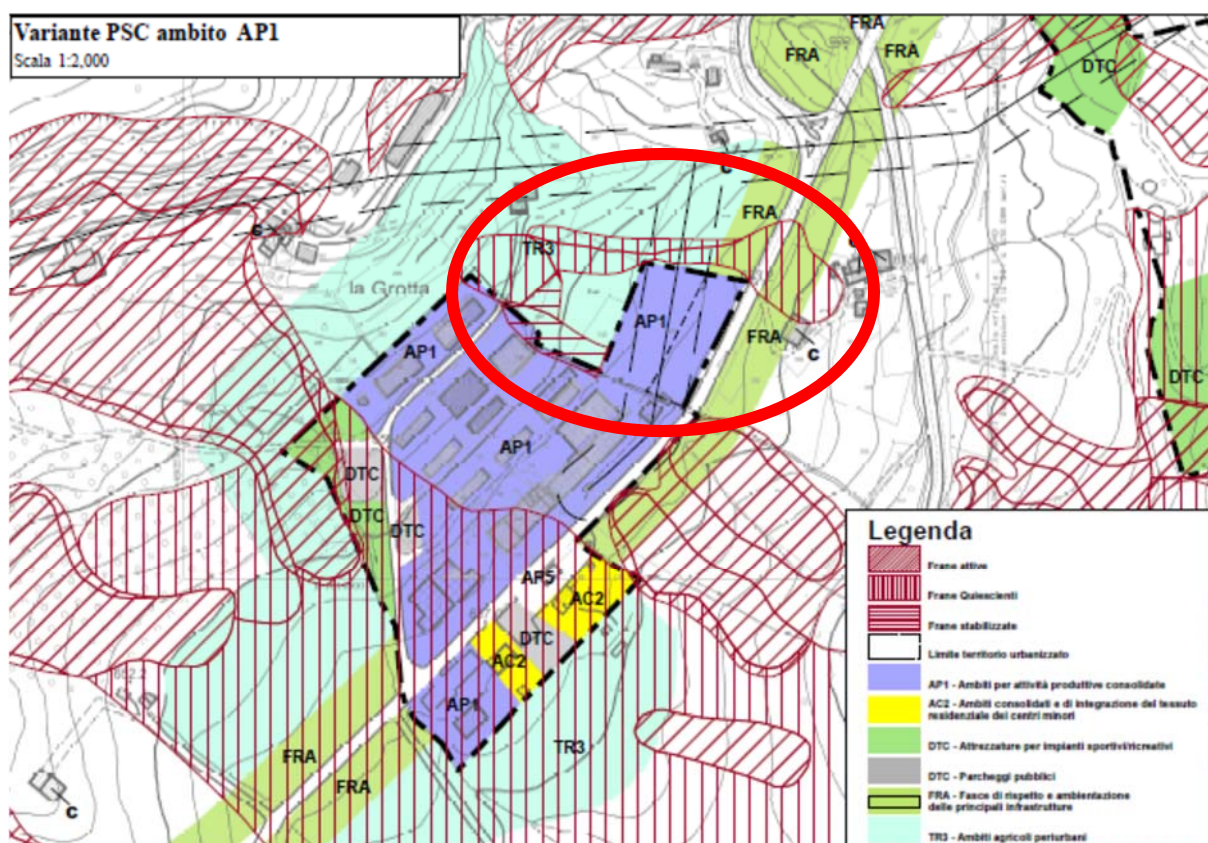 Variante PSC ambito AP1
Scala 1:2,000
FRA
FRA
FRA
DTC
c
FRA
TR3
c
la Grotta
AP1
AP1
FRA
c
AP1
DTC
DTC
DTC
DTC
AP5
AC2
DTC
AC2
AP1
TR3
FRA
FRA
c
Legenda
Frane attive
Frane Quiescienti
Frane stabilizzate
Limite territorio urbanizzato
AP1 - Ambiti per attività produttive consolidate
AC2 - Ambiti consolidati e di integrazione del tessuto
residenziale dei centri minori
DTC - Attrezzature per impianti sportivi/ricreativi
DTC - Parcheggi pubblici
FRA - Fasce di rispetto e ambientazione
delle principali infrastrutture
TR3 - Ambiti agricoli periurbani